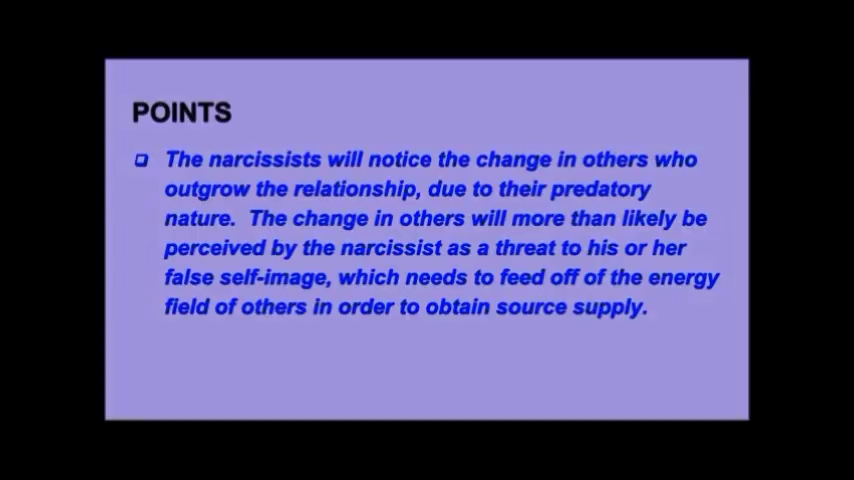 POINTS
The narcissists will notice the change in others who
outgrow the relationship, due to their predatory
nature. The change in others will more than likely be
perceived by the narcissist as a threat to his or her
false self-image, which needs to feed off of the energy
field of others in order to obtain source supply.